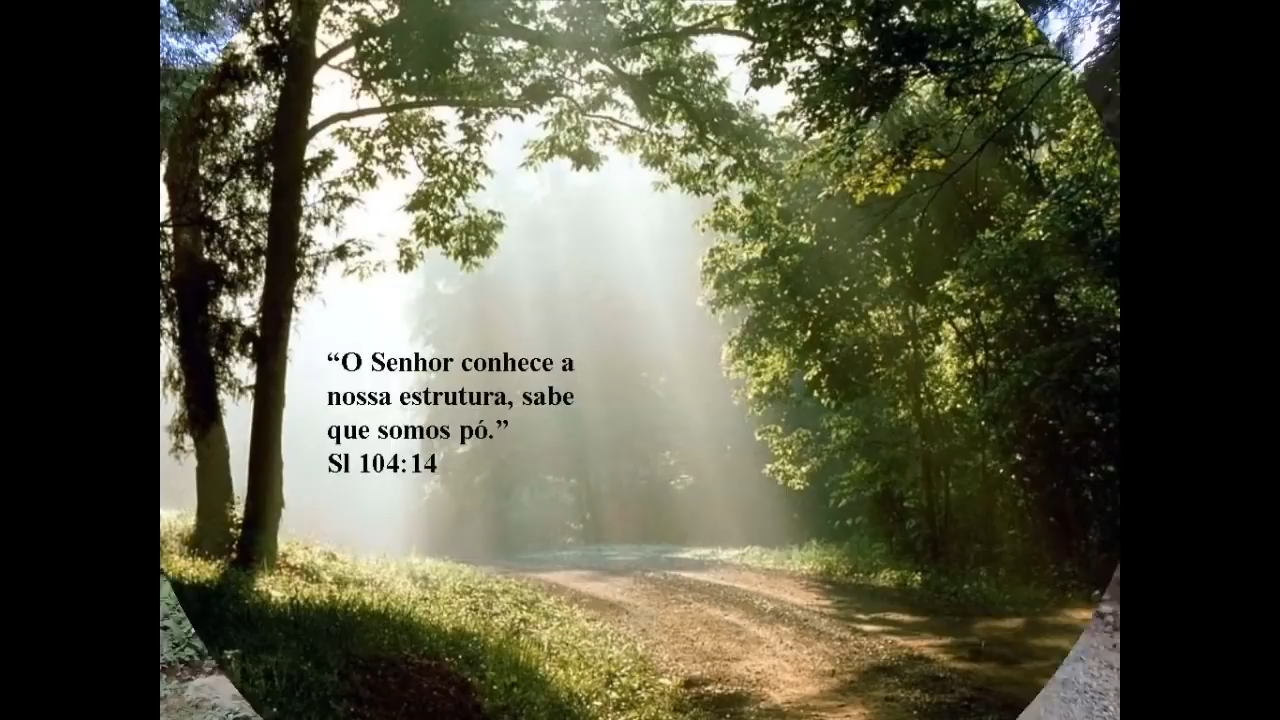 “O Senhor conhece a
nossa estrutura, sabe
que somos pó.”
Sl 104:14